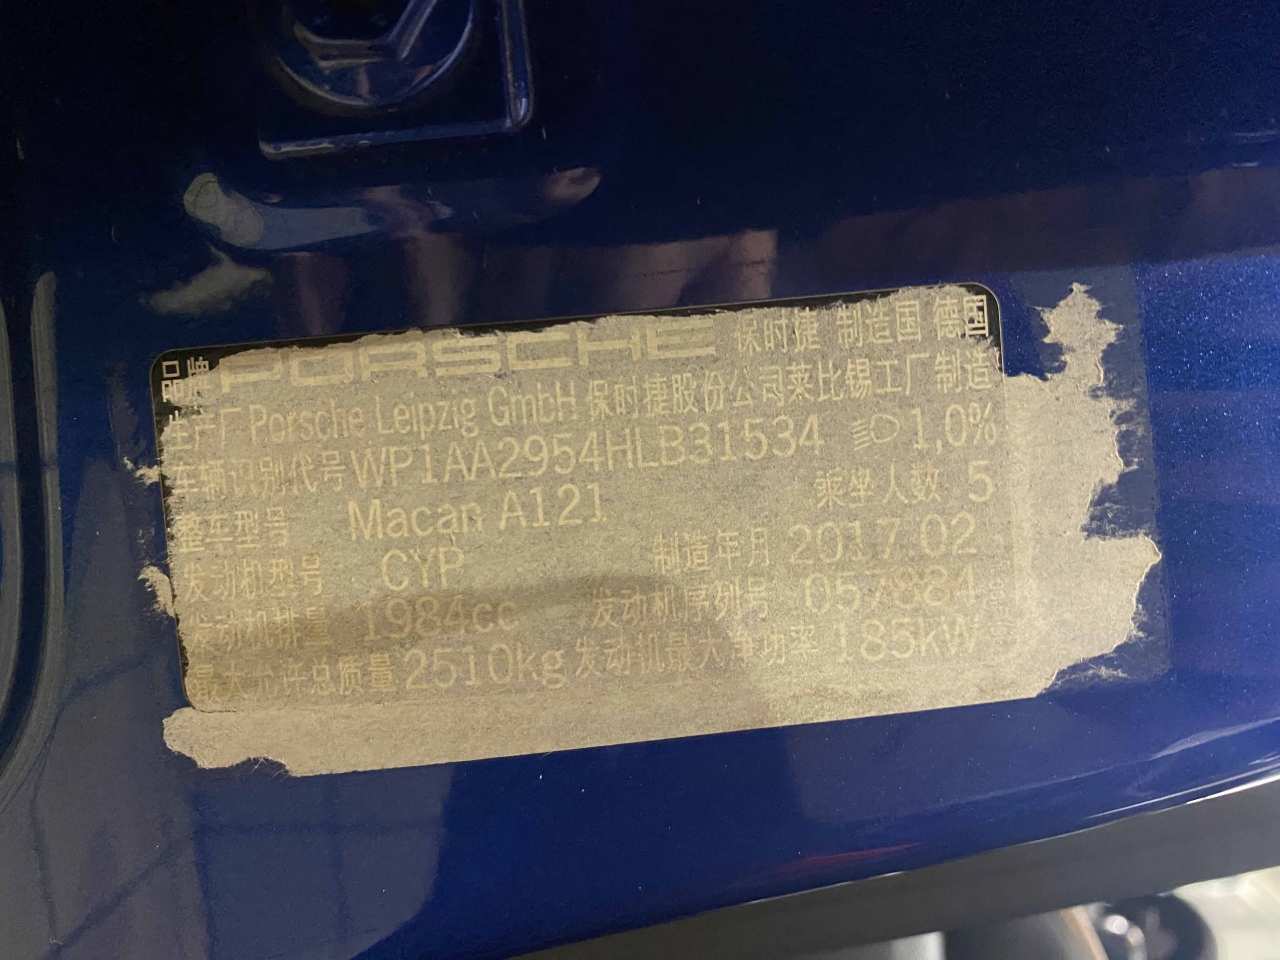 品牌 PORSCHE 保时捷 制造国 德国
生产厂 Porsche Leipzig GmbH 保时捷股份公司莱比锡工厂制造
车辆识别代号 WP1AA2954HLB31534 1,0%
整车型号 Macan A121 乘坐人数 5
发动机型号 CYP 制造年月 2017 02
发动机排量 1984cc 发动机序列号 057884
最大允许总质量 2510kg 发动机最大净功率 185kW